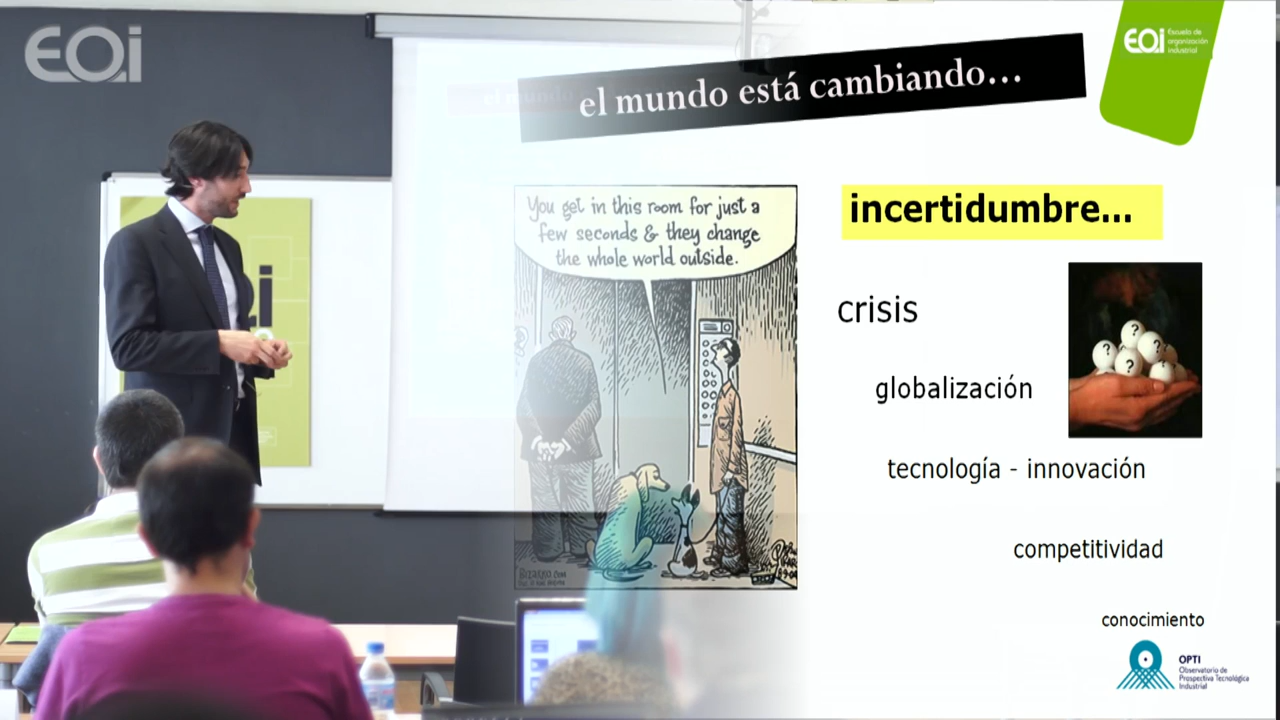 EOi
el mundo está cambiando...
EOi
Escuela de
organización
industrial
You get in this room for just a
few seconds & they change
the whole world outside.
incertidumbre...
crisis
globalización
tecnología - innovación
competitividad
conocimiento
OPTI
Observatorio de
Prospectiva Tecnológica
Industrial